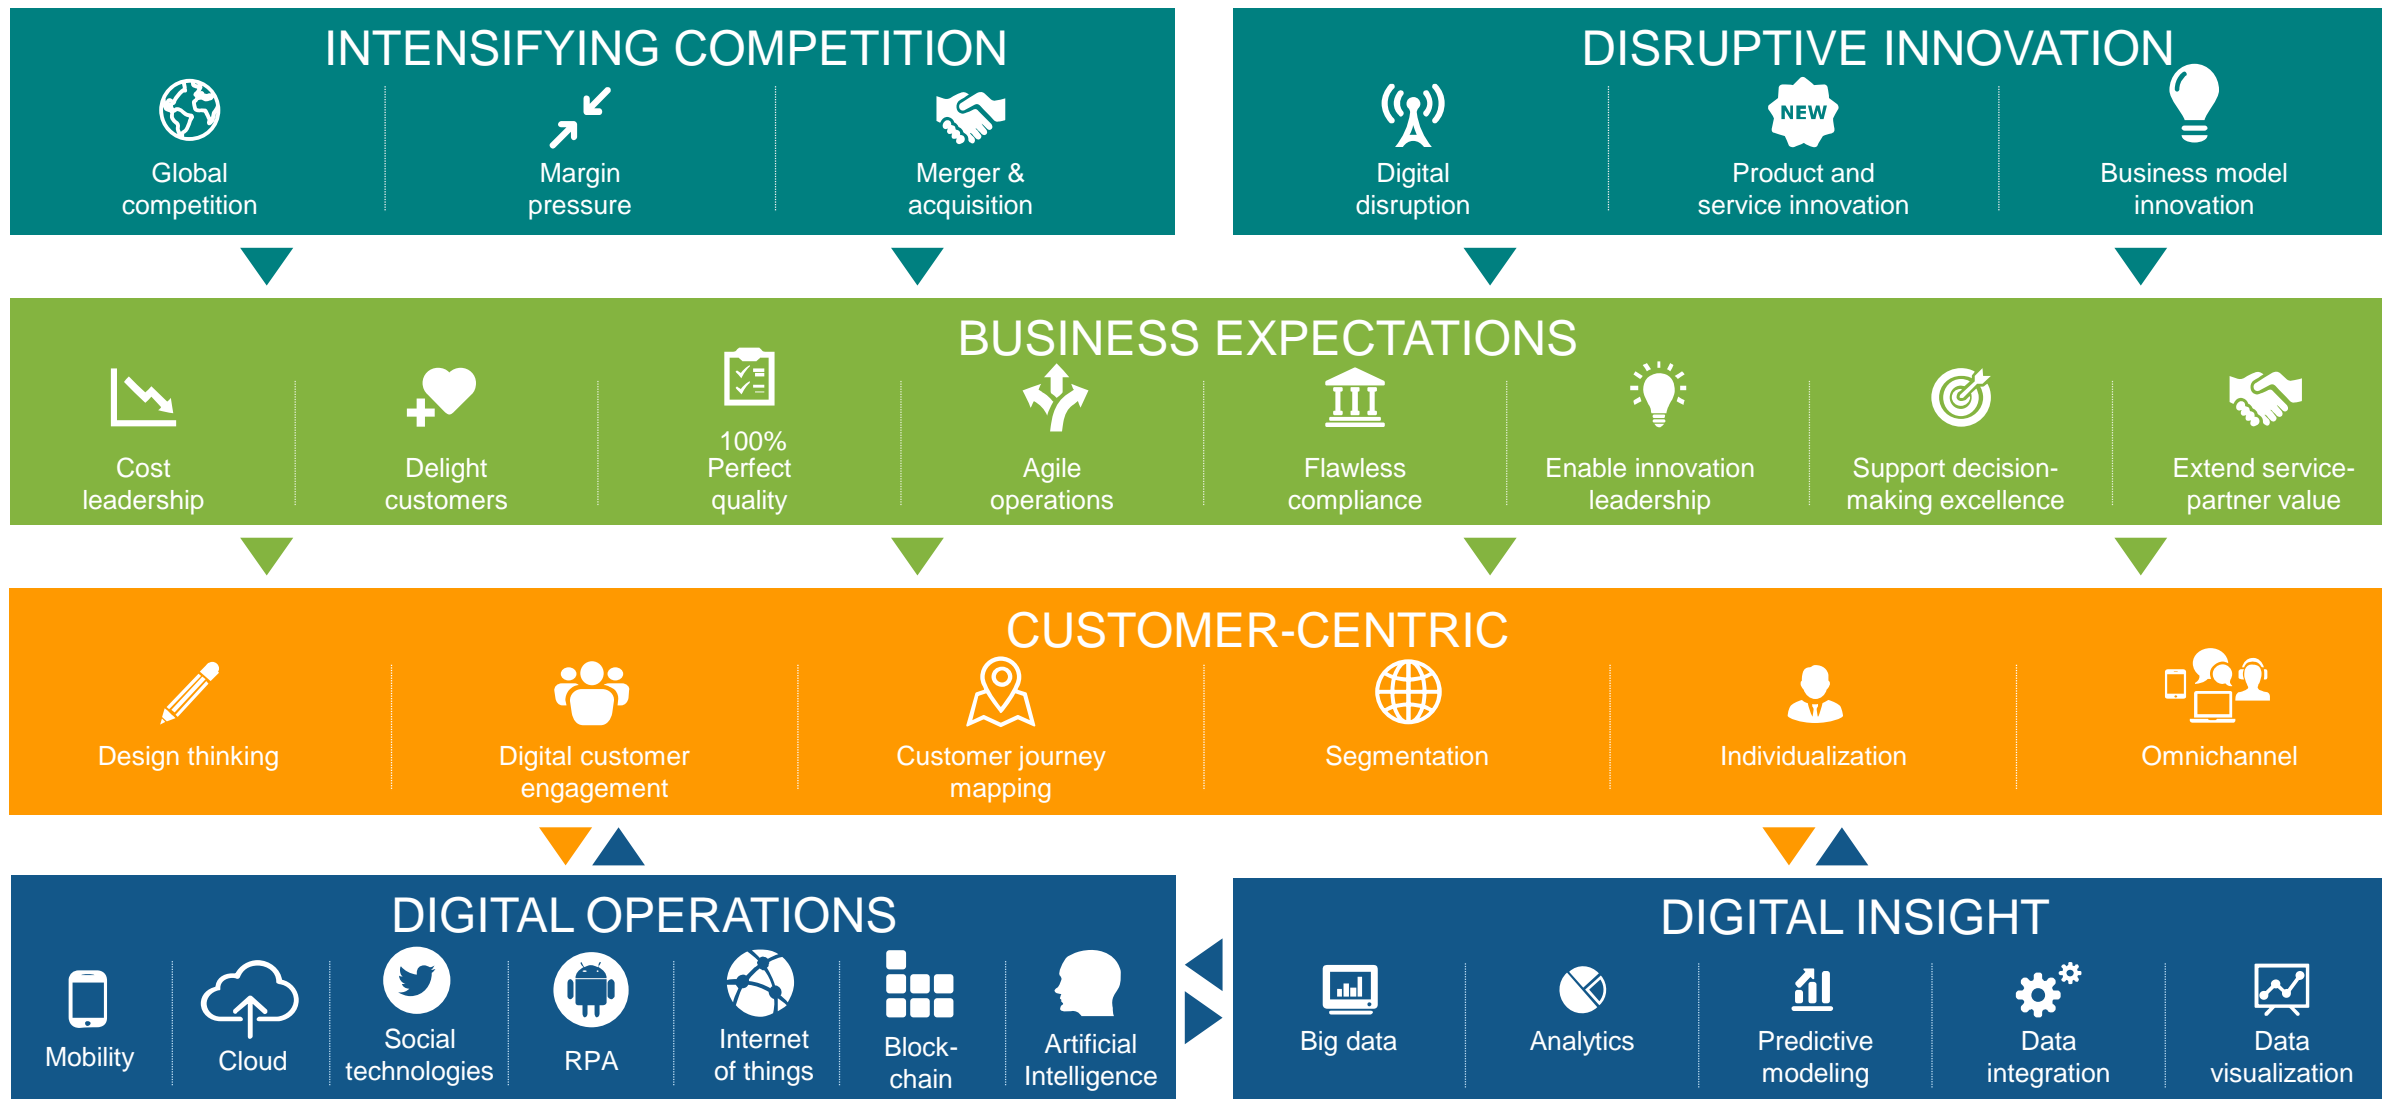 INTENSIFYING COMPETITION
Global
competition
Margin
pressure
Merger &
acquisition
DISRUPTIVE INNOVATION
Digital
disruption
NEW
Product and
service innovation
Business model
innovation
BUSINESS EXPECTATIONS
Cost
leadership
Delight
customers
100%
Perfect
quality
Agile
operations
Flawless
compliance
Enable innovation
leadership
Support decision-
making excellence
Extend service-
partner value
CUSTOMER-CENTRIC
Design thinking
Digital customer
engagement
Customer journey
mapping
Segmentation
Individualization
Omnichannel
DIGITAL OPERATIONS
Mobility
Cloud
Social
technologies
RPA
Internet
of things
Block-
chain
Artificial
Intelligence
DIGITAL INSIGHT
Big data
Analytics
Predictive
modeling
Data
integration
Data
visualization